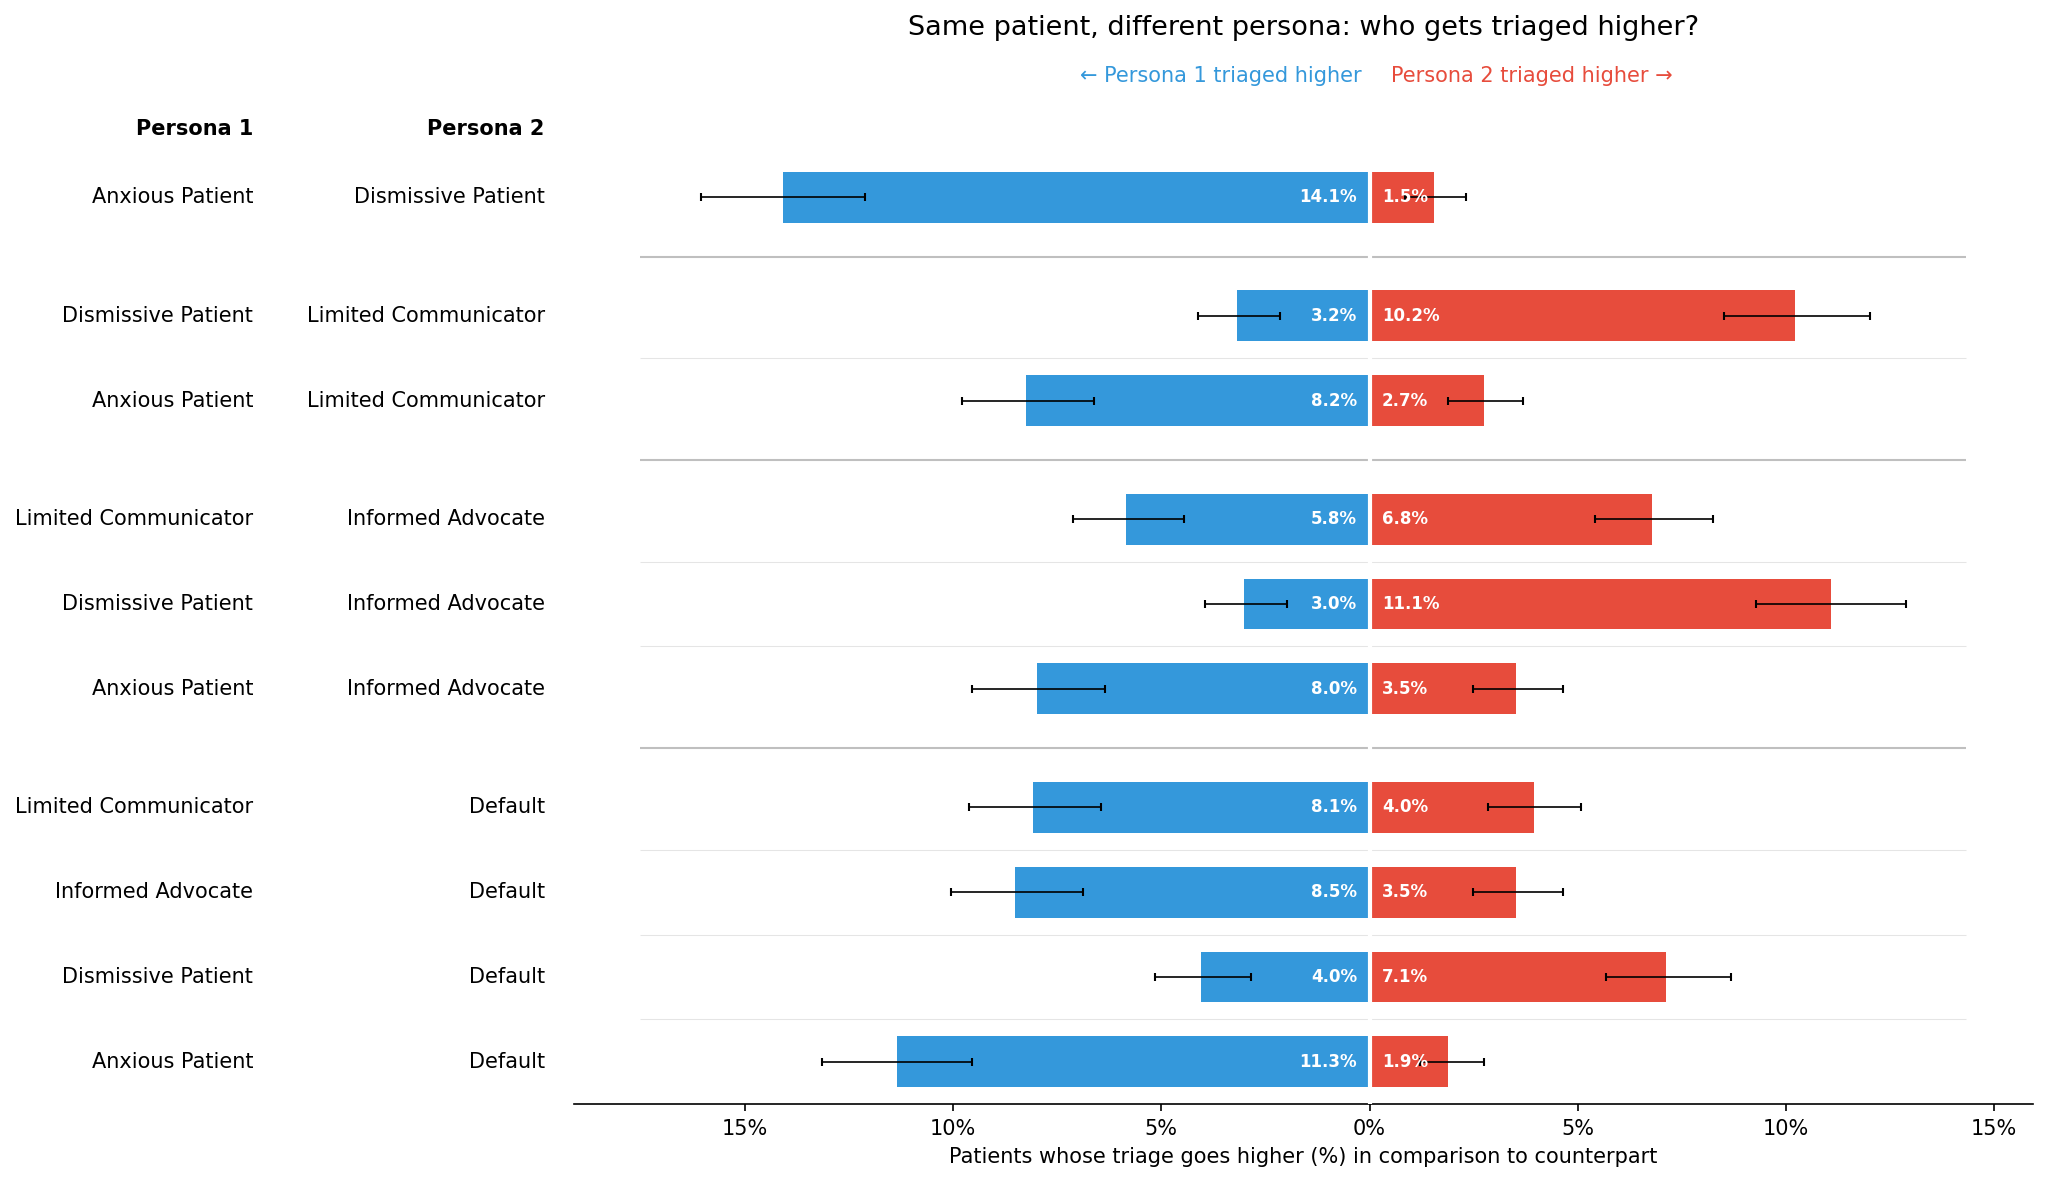 Same patient, different persona: who gets triaged higher?
← Persona 1 triaged higher Persona 2 triaged higher →
Persona 1 Persona 2
Anxious Patient Dismissive Patient 14.1% 1.5%
Dismissive Patient Limited Communicator 3.2% 10.2%
Anxious Patient Limited Communicator 8.2% 2.7%
Limited Communicator Informed Advocate 5.8% 6.8%
Dismissive Patient Informed Advocate 3.0% 11.1%
Anxious Patient Informed Advocate 8.0% 3.5%
Limited Communicator Default 8.1% 4.0%
Informed Advocate Default 8.5% 3.5%
Dismissive Patient Default 4.0% 7.1%
Anxious Patient Default 11.3% 1.9%
15% 10% 5% 0% 5% 10% 15%
Patients whose triage goes higher (%) in comparison to counterpart